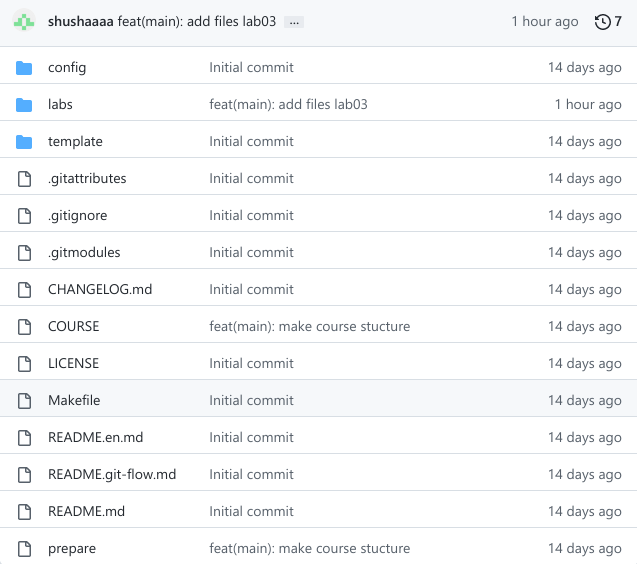 shushaaaa feat(main): add files lab03 ... 1 hour ago 7
config Initial commit 14 days ago
labs feat(main): add files lab03 1 hour ago
template Initial commit 14 days ago
.gitattributes Initial commit 14 days ago
.gitignore Initial commit 14 days ago
.gitmodules Initial commit 14 days ago
CHANGELOG.md Initial commit 14 days ago
COURSE feat(main): make course stucture 14 days ago
LICENSE Initial commit 14 days ago
Makefile Initial commit 14 days ago
README.en.md Initial commit 14 days ago
README.git-flow.md Initial commit 14 days ago
README.md Initial commit 14 days ago
prepare feat(main): make course stucture 14 days ago